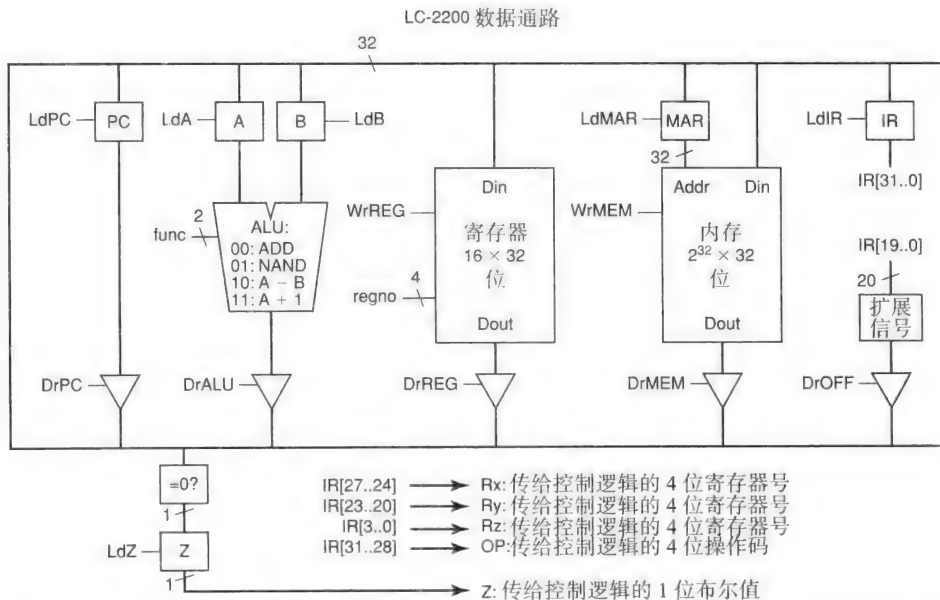 LC-2200 数据通路
32
LdPC
PC
LdA
A
B
LdB
LdMAR
MAR
LdIR
IR
32
IR[31..0]
Din
Addr
Din
WrREG
WrMEM
2
func
ALU:
00: ADD
01: NAND
10: A − B
11: A + 1
寄存器
16 × 32
位
内存
2³² × 32
位
IR[19..0]
4
regno
20
扩展
信号
Dout
Dout
DrPC
DrALU
DrREG
DrMEM
DrOFF
=0?
1
LdZ
Z
1
IR[27..24] Rx: 传给控制逻辑的 4 位寄存器号
IR[23..20] Ry: 传给控制逻辑的 4 位寄存器号
IR[3..0] Rz: 传给控制逻辑的 4 位寄存器号
IR[31..28] OP: 传给控制逻辑的 4 位操作码
Z: 传给控制逻辑的 1 位布尔值